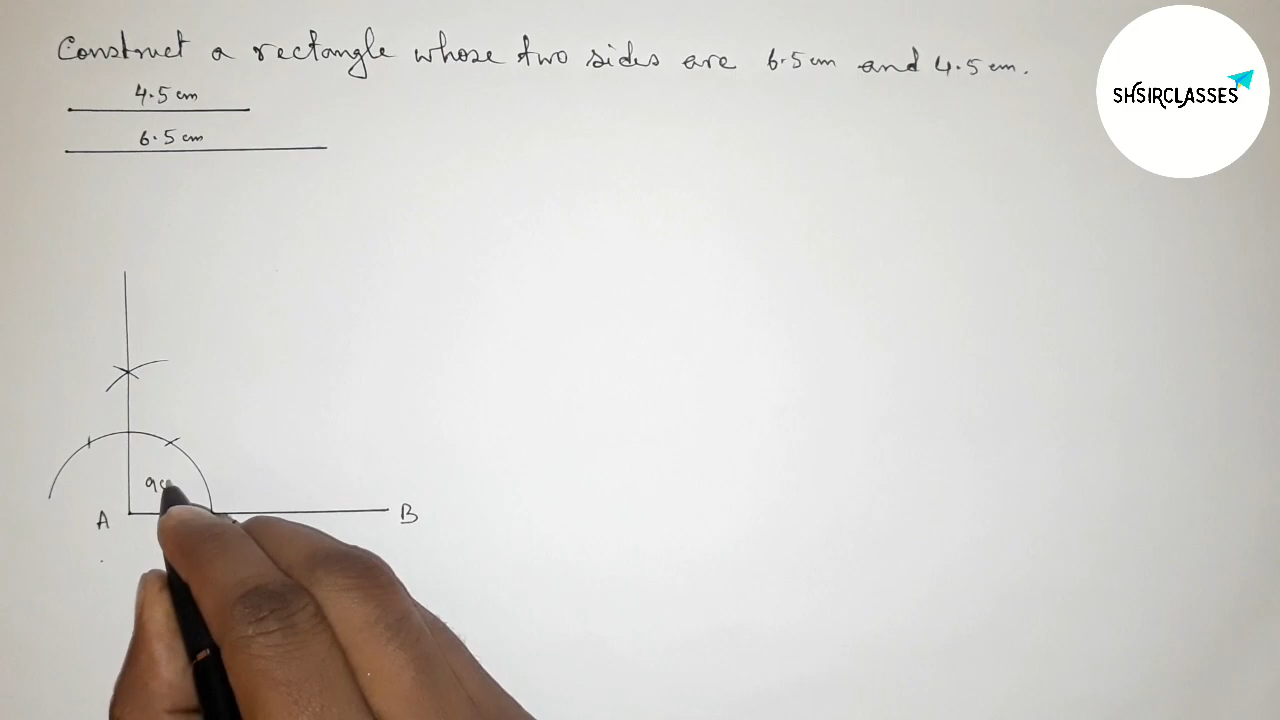 Construct a rectangle whose two sides are 6.5 cm and 4.5 cm.
SHSIRCLASSES
4.5 cm
6.5 cm
A
B